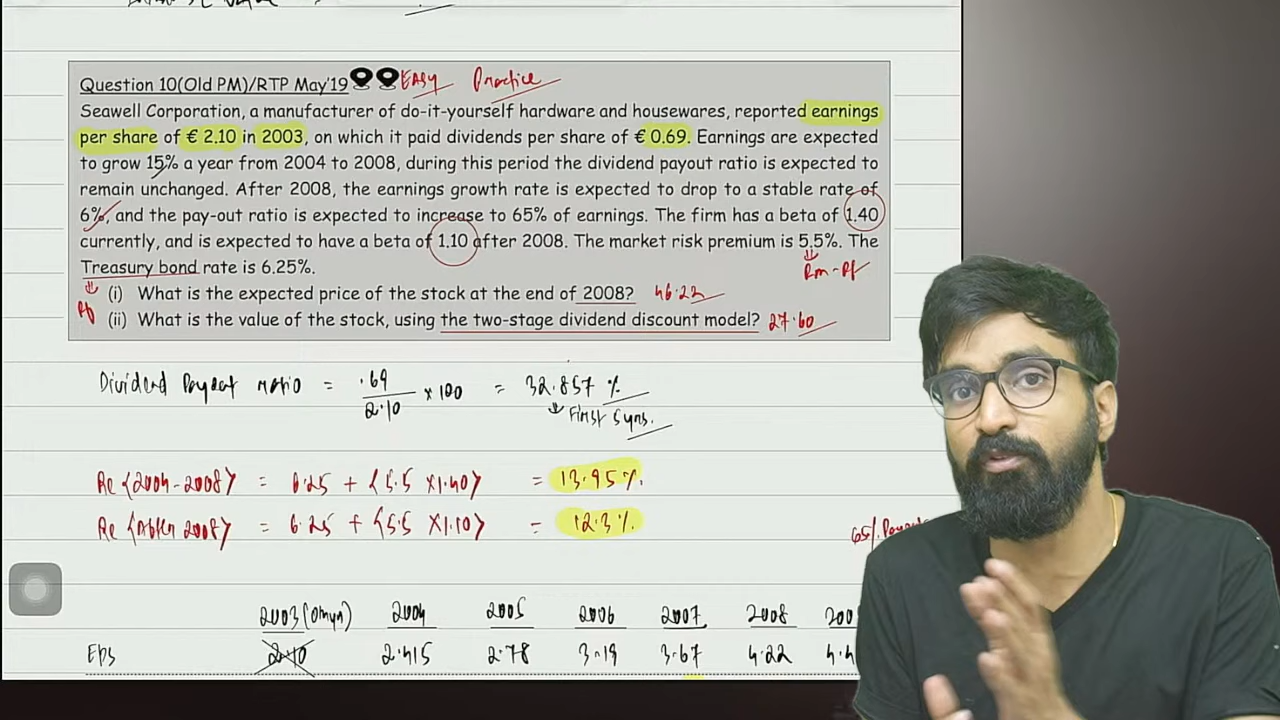 Question 10(Old PM)/RTP May'19 EASY Practice
Seawell Corporation, a manufacturer of do-it-yourself hardware and housewares, reported earnings
per share of € 2.10 in 2003, on which it paid dividends per share of € 0.69. Earnings are expected
to grow 15% a year from 2004 to 2008, during this period the dividend payout ratio is expected to
remain unchanged. After 2008, the earnings growth rate is expected to drop to a stable rate of
6%, and the pay-out ratio is expected to increase to 65% of earnings. The firm has a beta of 1.40
currently, and is expected to have a beta of 1.10 after 2008. The market risk premium is 5.5%. The
Treasury bond rate is 6.25%.
Rm-Rf
Rf
(i) What is the expected price of the stock at the end of 2008? 46.22
(ii) What is the value of the stock, using the two-stage dividend discount model? 27.60
Dividend Payout ratio = .69 / 2.10 × 100 = 32.857 %
First 5yrs.
Re {2004-2008} = 6.25 + {5.5 × 1.40} = 13.95%
Re {After 2008} = 6.25 + {5.5 × 1.10} = 12.3%
65%
2003 2004 2005 2006 2007 2008
EPS 2.10 2.415 2.78 3.19 3.67 4.22